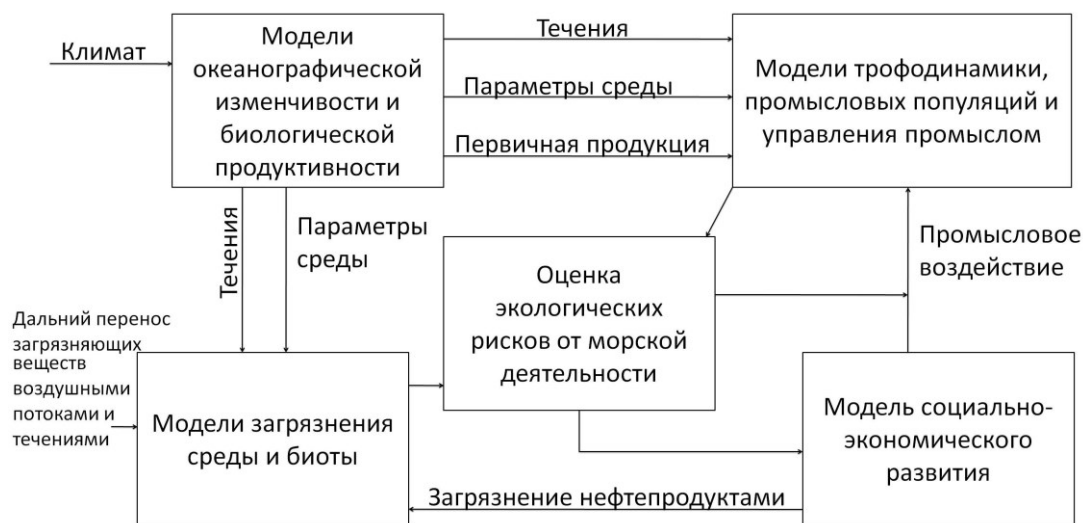 Климат
Модели
океанографической
изменчивости и
биологической
продуктивности
Течения
Параметры среды
Первичная продукция
Модели трофодинамики,
промысловых популяций и
управления промыслом
Течения
Параметры
среды
Оценка
экологических
рисков от морской
деятельности
Промысловое
воздействие
Дальний перенос
загрязняющих
веществ
воздушными
потоками и
течениями
Модели загрязнения
среды и биоты
Модель социально-
экономического
развития
Загрязнение нефтепродуктами